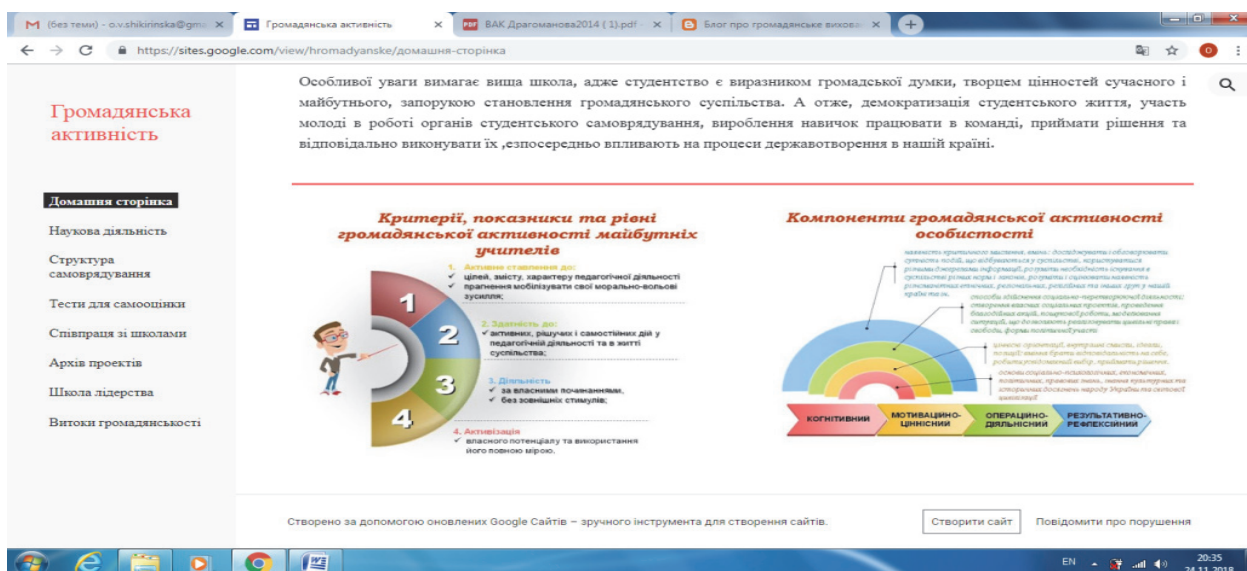 (без теми) - o.v.shikirinska@gm
Громадянська активність
ВАК Драгоманова2014 ( 1).pdf
Блог про громадянське вихова
https://sites.google.com/view/hromadyanske/домашня-сторінка
Громадянська
активність
Домашня сторінка
Наукова діяльність
Структура
самоврядування
Тести для самооцінки
Співпраця зі школами
Архів проектів
Школа лідерства
Витоки громадянськості
Особливої уваги вимагає вища школа, адже студентство є виразником громадської думки, творцем цінностей сучасного і
майбутнього, запорукою становлення громадянського суспільства. А отже, демократизація студентського життя, участь
молоді в роботі органів студентського самоврядування, вироблення навичок працювати в команді, приймати рішення та
відповідально виконувати їх ,езпосередньо впливають на процеси державотворення в нашій країні.
Критерії, показники та рівні
громадянської активності майбутніх
учителів
1. Активне ставлення до:
✓ цілей, змісту, характеру педагогічної діяльності
✓ прагнення мобілізувати свої морально-вольові
зусилля;
2. Здатність до:
✓ активних, рішучих і самостійних дій у
педагогічній діяльності та в житті
суспільства;
3. Діяльність
✓ за власними починаннями,
✓ без зовнішніх стимулів;
4. Активізація
✓ власного потенціалу та використання
його повною мірою.
1
2
3
4
Компоненти громадянської активності
особистості
КОГНІТИВНИЙ
МОТИВАЦІЙНО-
ЦІННІСНИЙ
ОПЕРАЦІЙНО-
ДІЯЛЬНІСНИЙ
РЕЗУЛЬТАТИВНО-
РЕФЛЕКСІЙНИЙ
Створено за допомогою оновлених Google Сайтів – зручного інструмента для створення сайтів.
Створити сайт
Повідомити про порушення
EN
20:35
24.11.2018